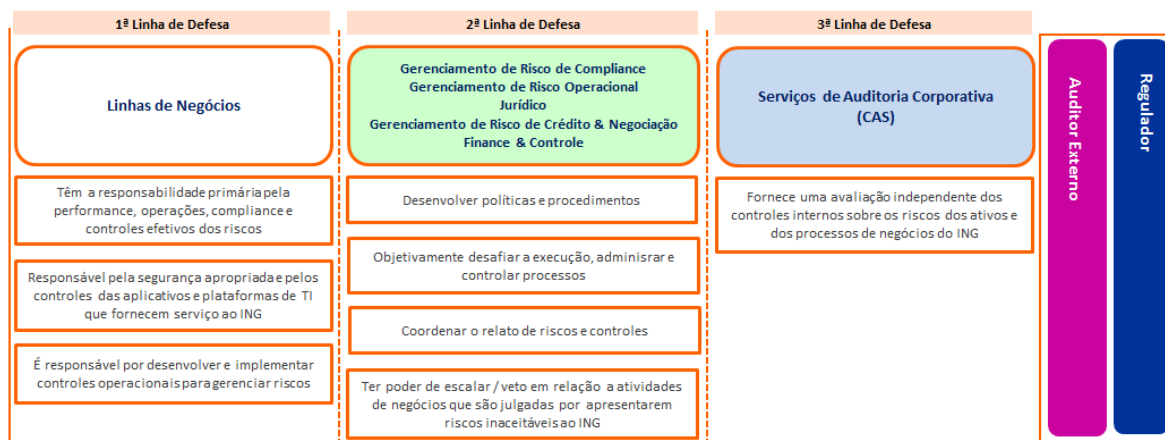 1ª Linha de Defesa
2ª Linha de Defesa
3ª Linha de Defesa
Linhas de Negócios
Gerenciamento de Risco de Compliance
Gerenciamento de Risco Operacional
Jurídico
Gerenciamento de Risco de Crédito & Negociação
Finance & Controle
Serviços de Auditoria Corporativa
(CAS)
Têm a responsabilidade primária pela
performance, operações, compliance e
controles efetivos dos riscos
Responsável pela segurança apropriada e pelos
controles das aplicativos e plataformas de TI
que fornecem serviço ao ING
É responsável por desenvolver e implementar
controles operacionais para gerenciar riscos
Desenvolver políticas e procedimentos
Objetivamente desafiar a execução, adminisrar e
controlar processos
Coordenar o relato de riscos e controles
Ter poder de escalar / veto em relação a atividades
de negócios que são julgadas por apresentarem
riscos inaceitáveis ao ING
Fornece uma avaliação independente dos
controles internos sobre os riscos dos ativos e
dos processos de negócios do ING
Auditor Externo
Regulador